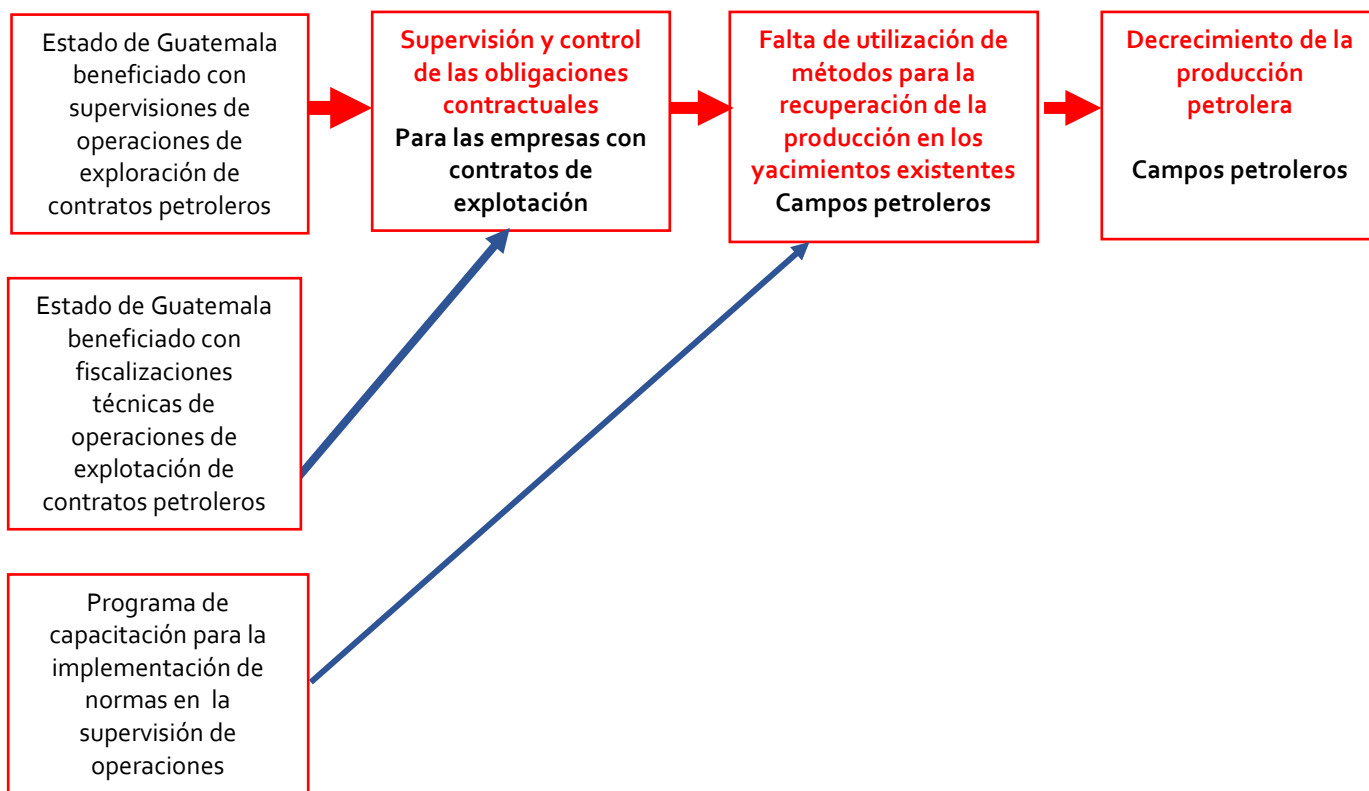 Estado de Guatemala
beneficiado con
supervisiones de
operaciones de
exploración de
contratos petroleros
Supervisión y control
de las obligaciones
contractuales
Para las empresas con
contratos de
explotación
Falta de utilización de
métodos para la
recuperación de la
producción en los
yacimientos existentes
Campos petroleros
Decrecimiento de la
producción
petrolera
Campos petroleros
Estado de Guatemala
beneficiado con
fiscalizaciones
técnicas de
operaciones de
explotación de
contratos petroleros
Programa de
capacitación para la
implementación de
normas en la
supervisión de
operaciones